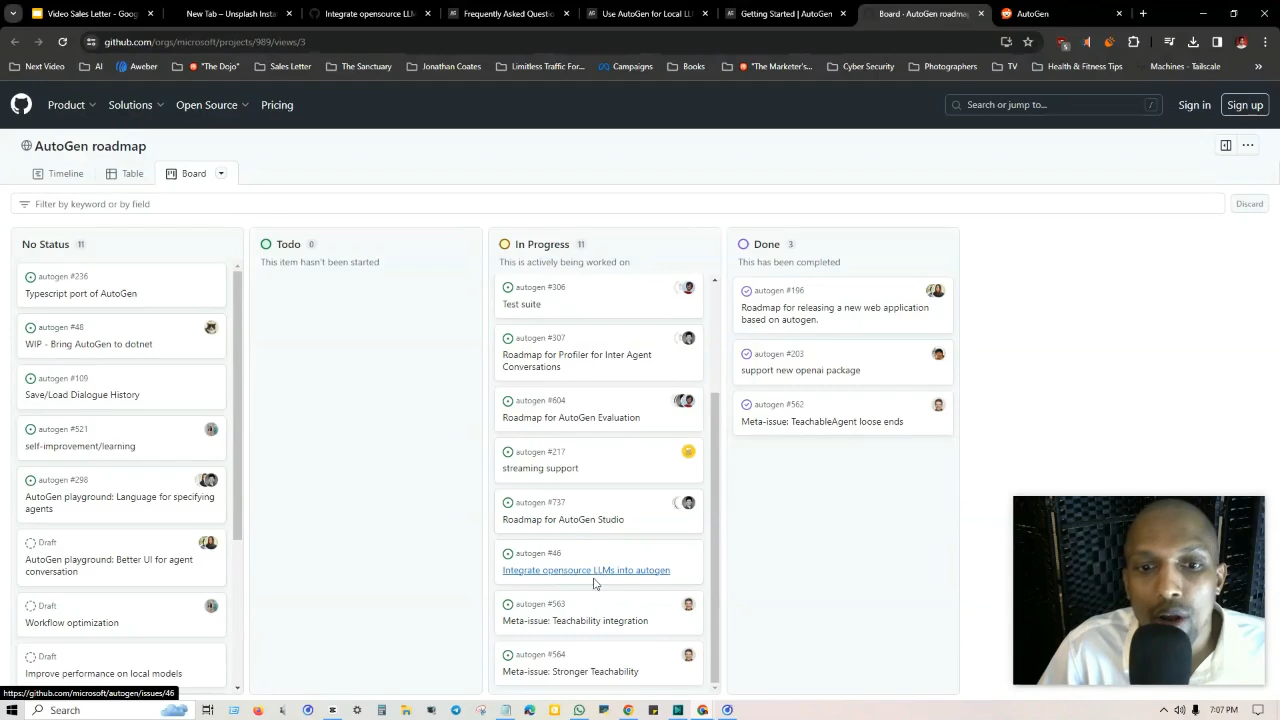 Video Sales Letter - Goog
New Tab - Unsplash Insta
Integrate opensource LLM
Frequently Asked Questio
Use AutoGen for Local LL
Getting Started | AutoGen
Board · AutoGen roadmap
AutoGen
github.com/orgs/microsoft/projects/989/views/3
Next Video
AI
Aweber
"The Dojo"
Sales Letter
The Sanctuary
Jonathan Coates
Limitless Traffic For...
Campaigns
Books
"The Marketer's...
Cyber Security
Photographers
TV
Health & Fitness Tips
Machines - Tailscale
Product
Solutions
Open Source
Pricing
Search or jump to...
/
Sign in
Sign up
AutoGen roadmap
Timeline
Table
Board
Filter by keyword or by field
Discard
No Status 11
autogen #236
Typescript port of AutoGen
autogen #48
WIP - Bring AutoGen to dotnet
autogen #109
Save/Load Dialogue History
autogen #521
self-improvement/learning
autogen #298
AutoGen playground: Language for specifying
agents
Draft
AutoGen playground: Better UI for agent
conversation
Draft
Workflow optimization
Draft
Improve performance on local models
Todo 0
This item hasn't been started
In Progress 11
This is actively being worked on
autogen #306
Test suite
autogen #307
Roadmap for Profiler for Inter Agent
Conversations
autogen #604
Roadmap for AutoGen Evaluation
autogen #217
streaming support
autogen #737
Roadmap for AutoGen Studio
autogen #46
Integrate opensource LLMs into autogen
autogen #563
Meta-issue: Teachability integration
autogen #564
Meta-issue: Stronger Teachability
Done 3
This has been completed
autogen #196
Roadmap for releasing a new web application
based on autogen.
autogen #203
support new openai package
autogen #562
Meta-issue: TeachableAgent loose ends
https://github.com/microsoft/autogen/issues/46
Search
7:07 PM